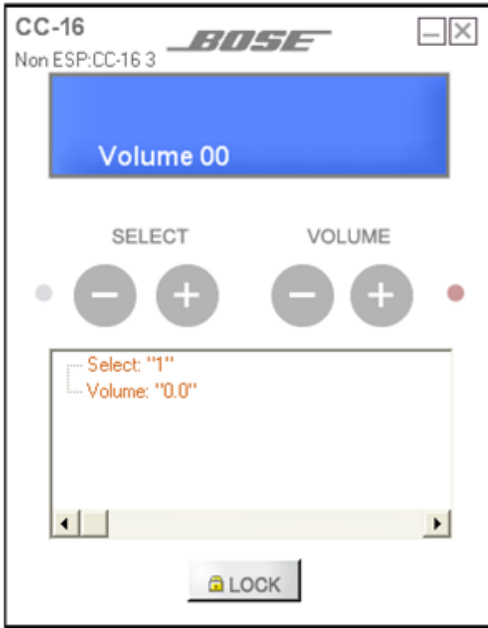 CC-16
BOSE
Non ESP:CC-16 3
Volume 00
SELECT VOLUME
Select: "1"
Volume: "0.0"
LOCK